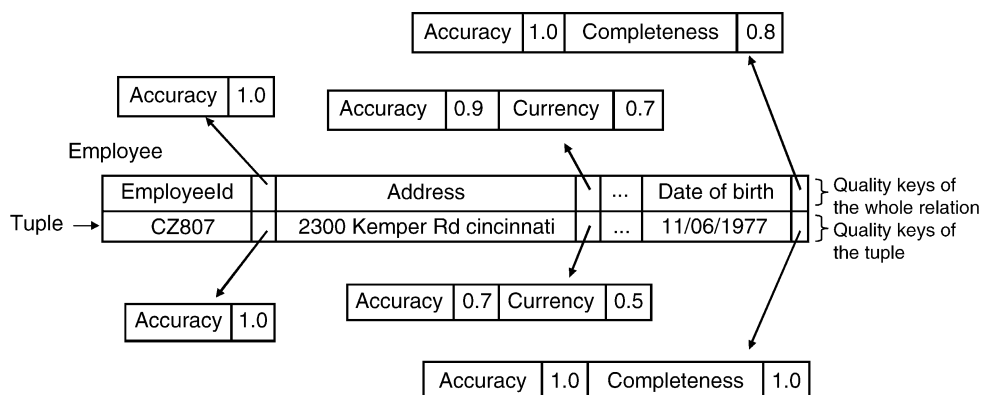 Accuracy 1.0 Completeness 0.8
Accuracy 1.0
Accuracy 0.9 Currency 0.7
Employee
EmployeeId Address ... Date of birth
Quality keys of
the whole relation
Tuple CZ807 2300 Kemper Rd cincinnati ... 11/06/1977
Quality keys of
the tuple
Accuracy 0.7 Currency 0.5
Accuracy 1.0
Accuracy 1.0 Completeness 1.0